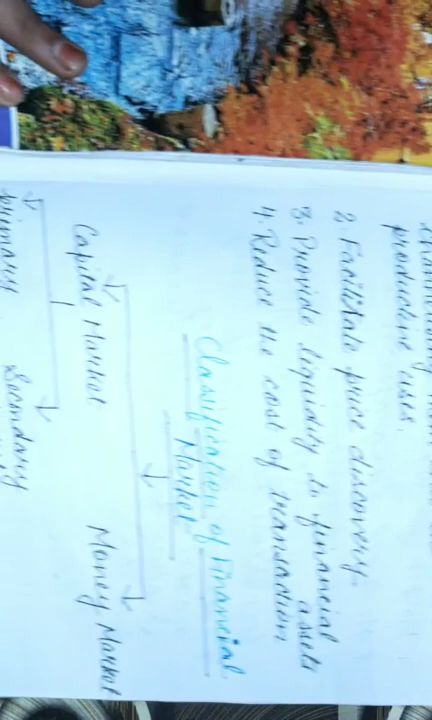 productive uses.
2. Facilitate price discovery.
3. Provide liquidity to financial
assets
4. Reduce the cost of transaction
Classification of Financial
Market
Capital Market Money Market
Primary Secondary